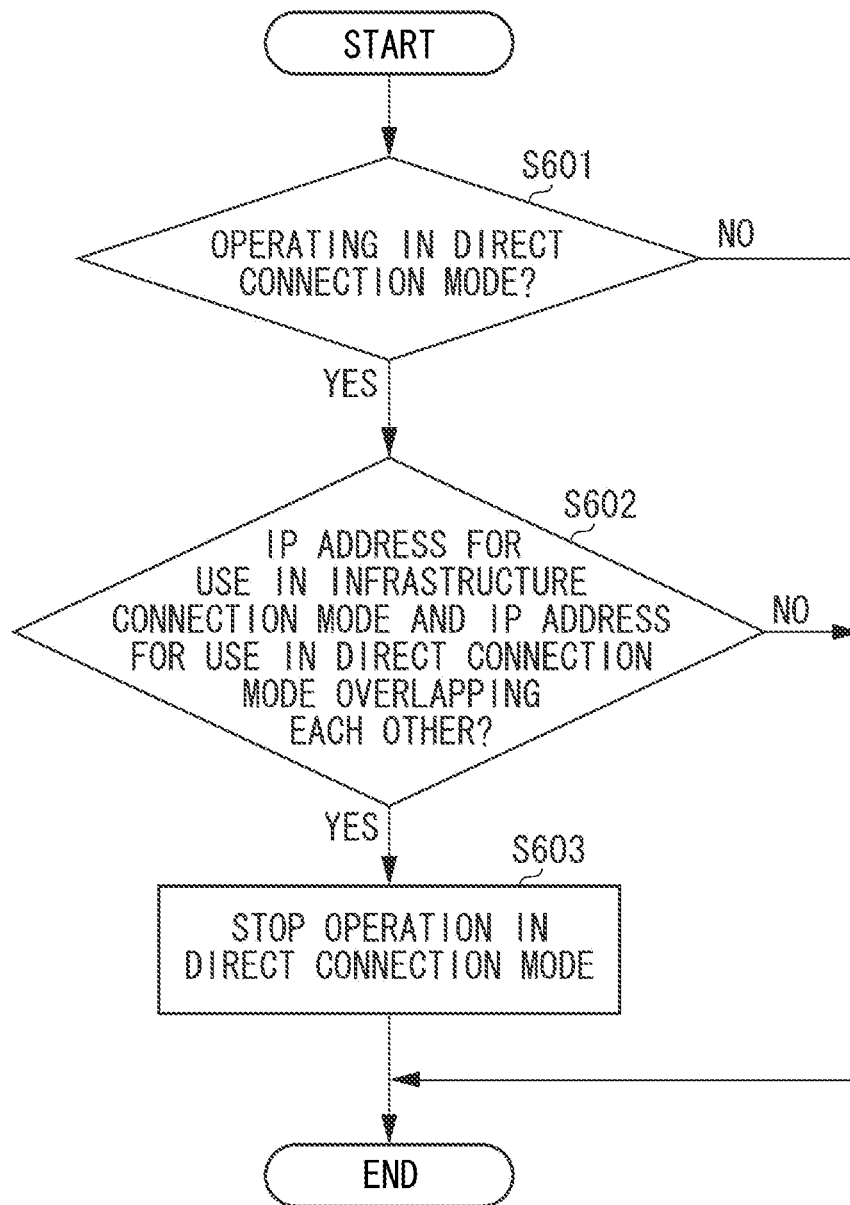 START
S601
OPERATING IN DIRECT
CONNECTION MODE?
NO
YES
S602
IP ADDRESS FOR
USE IN INFRASTRUCTURE
CONNECTION MODE AND IP ADDRESS
FOR USE IN DIRECT CONNECTION
MODE OVERLAPPING
EACH OTHER?
NO
YES
S603
STOP OPERATION IN
DIRECT CONNECTION MODE
END